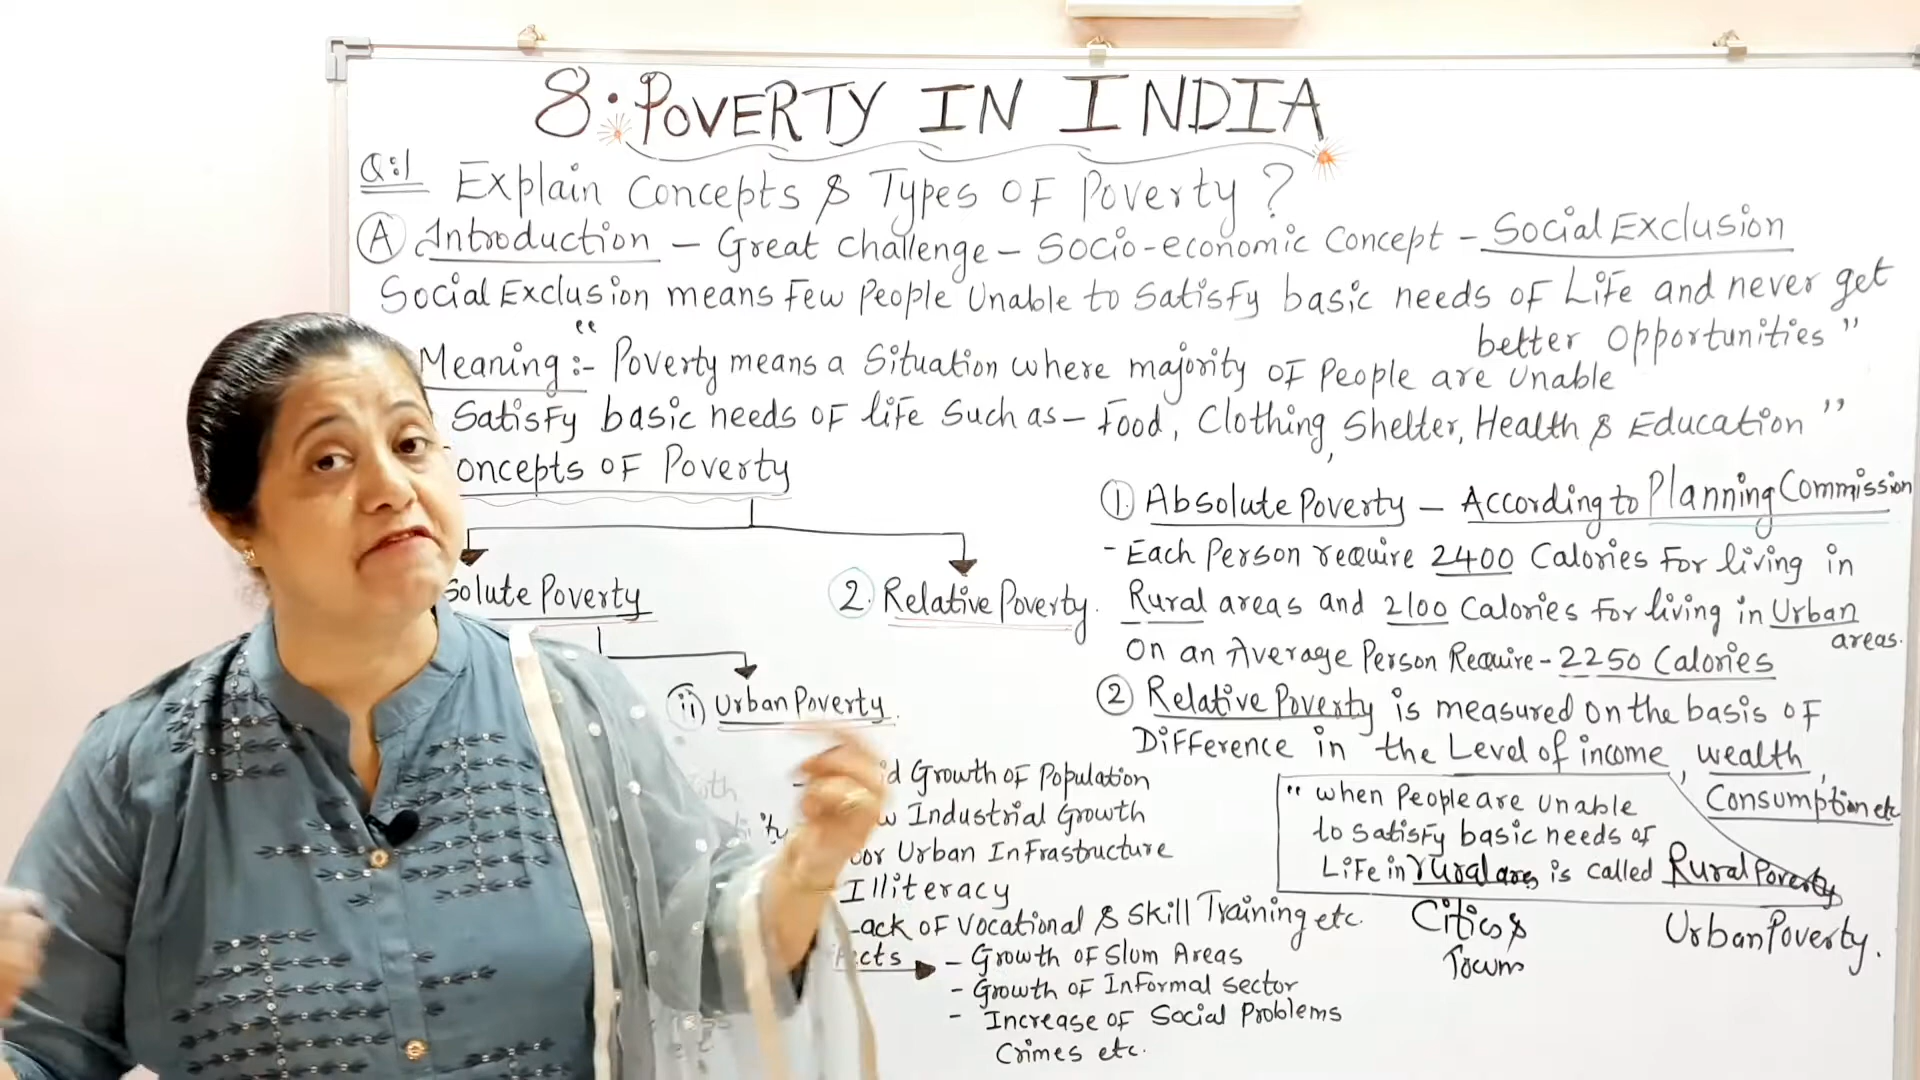 8. POVERTY IN INDIA
Q:1 Explain Concepts & Types of Poverty?
(A) Introduction – Great challenge – Socio-economic Concept – Social Exclusion
Social Exclusion means Few People Unable to Satisfy basic needs of Life and never get
better opportunities"
Meaning :- "Poverty means a Situation where majority of People are Unable
Satisfy basic needs of life Such as – Food, Clothing, Shelter, Health & Education"
oncepts of Poverty
solute Poverty
2. Relative Poverty.
(ii) Urban Poverty.
d Growth of Population
w Industrial Growth
oor Urban Infrastructure
Illiteracy
Lack of Vocational & Skill Training etc.
ects
– Growth of Slum Areas
– Growth of Informal Sector
– Increase of Social Problems
Crimes etc.
(1) Absolute Poverty – According to Planning Commission
- Each Person require 2400 Calories For living in
Rural areas and 2100 Calories For living in Urban
areas.
On an Average Person Require - 2250 Calories
(2) Relative Poverty is measured on the basis of
Difference in the Level of income, wealth,
Consumption etc
"when People are Unable
to Satisfy basic needs of
Life in rural areas is called Rural Poverty
Cities &
Towns
Urban Poverty.